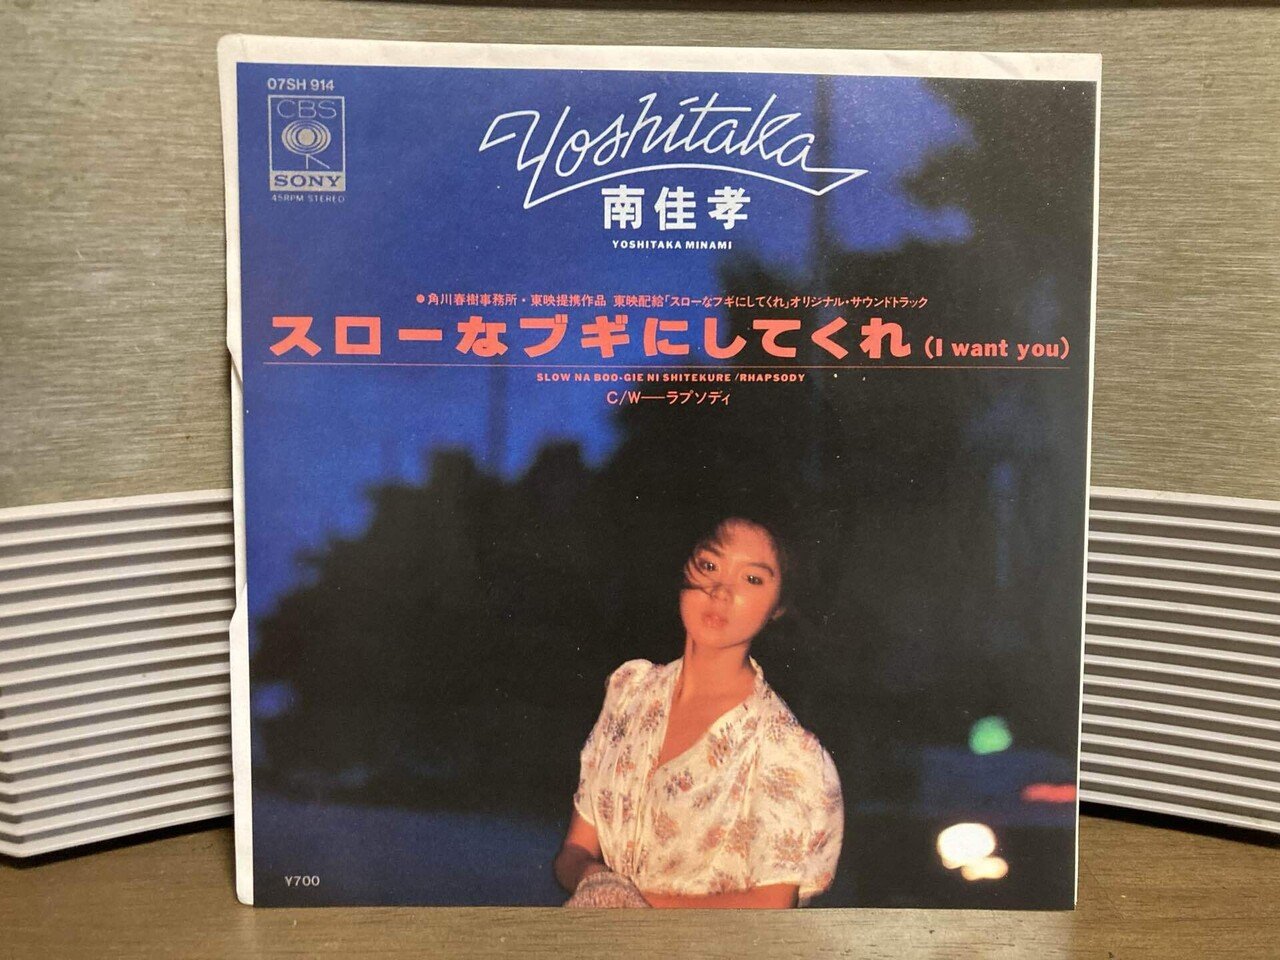 07SH 914
CBS
SONY
45RPM STEREO
Yoshitaka
南佳孝
YOSHITAKA MINAMI
●角川春樹事務所・東映提携作品 東映配給「スローなブギにしてくれ」オリジナル・サウンドトラック
スローなブギにしてくれ (I want you)
SLOW NA BOO-GIE NI SHITEKURE /RHAPSODY
C/W──ラプソディ
¥700